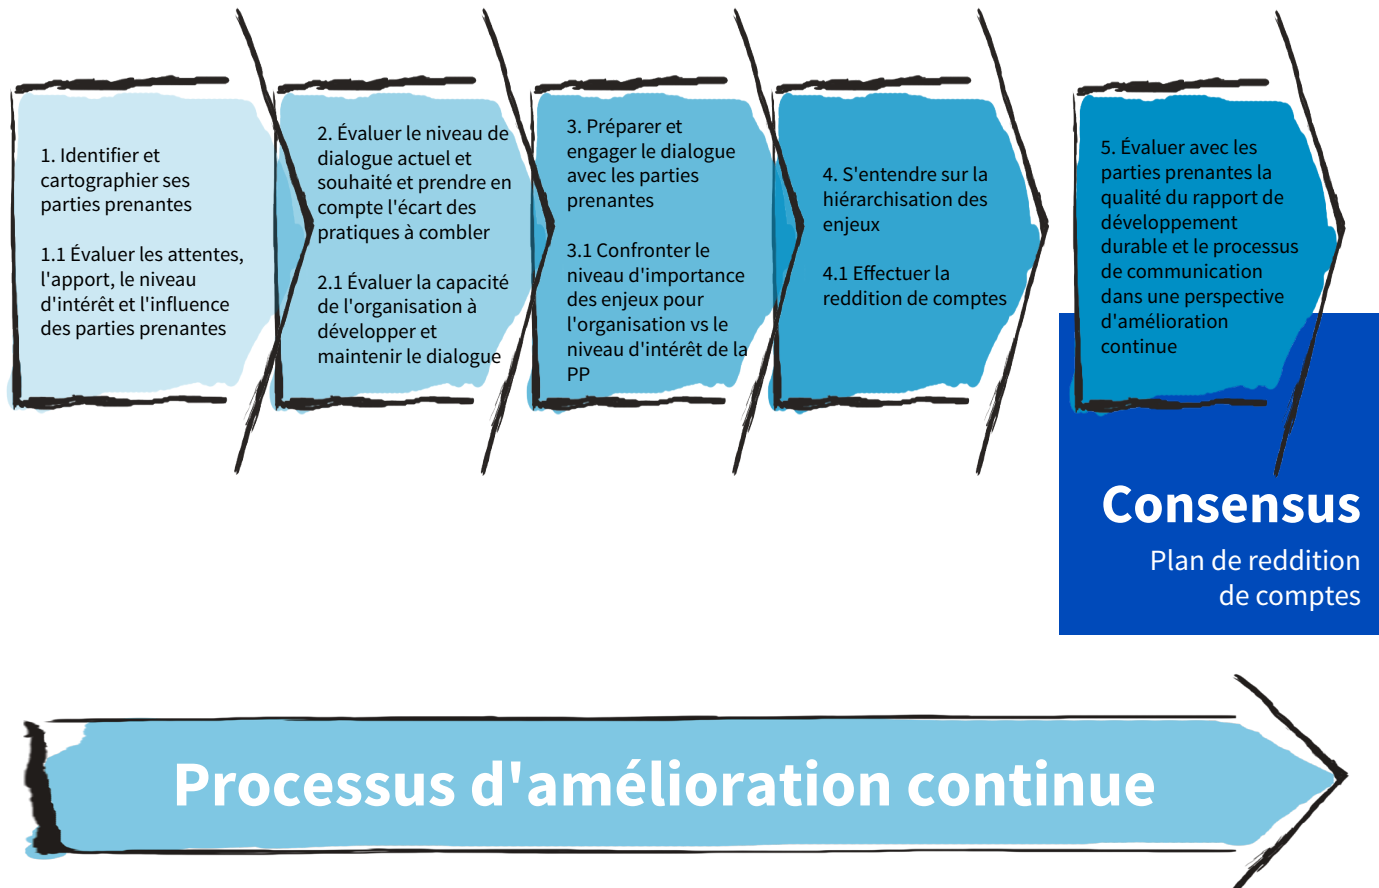 1. Identifier et
cartographier ses
parties prenantes
1.1 Évaluer les attentes,
l'apport, le niveau
d'intérêt et l'influence
des parties prenantes
2. Évaluer le niveau de
dialogue actuel et
souhaité et prendre en
compte l'écart des
pratiques à combler
2.1 Évaluer la capacité
de l'organisation à
développer et
maintenir le dialogue
3. Préparer et
engager le dialogue
avec les parties
prenantes
3.1 Confronter le
niveau d'importance
des enjeux pour
l'organisation vs le
niveau d'intérêt de la
PP
4. S'entendre sur la
hiérarchisation des
enjeux
4.1 Effectuer la
reddition de comptes
5. Évaluer avec les
parties prenantes la
qualité du rapport de
développement
durable et le processus
de communication
dans une perspective
d'amélioration
continue
Consensus
Plan de reddition
de comptes
Processus d'amélioration continue